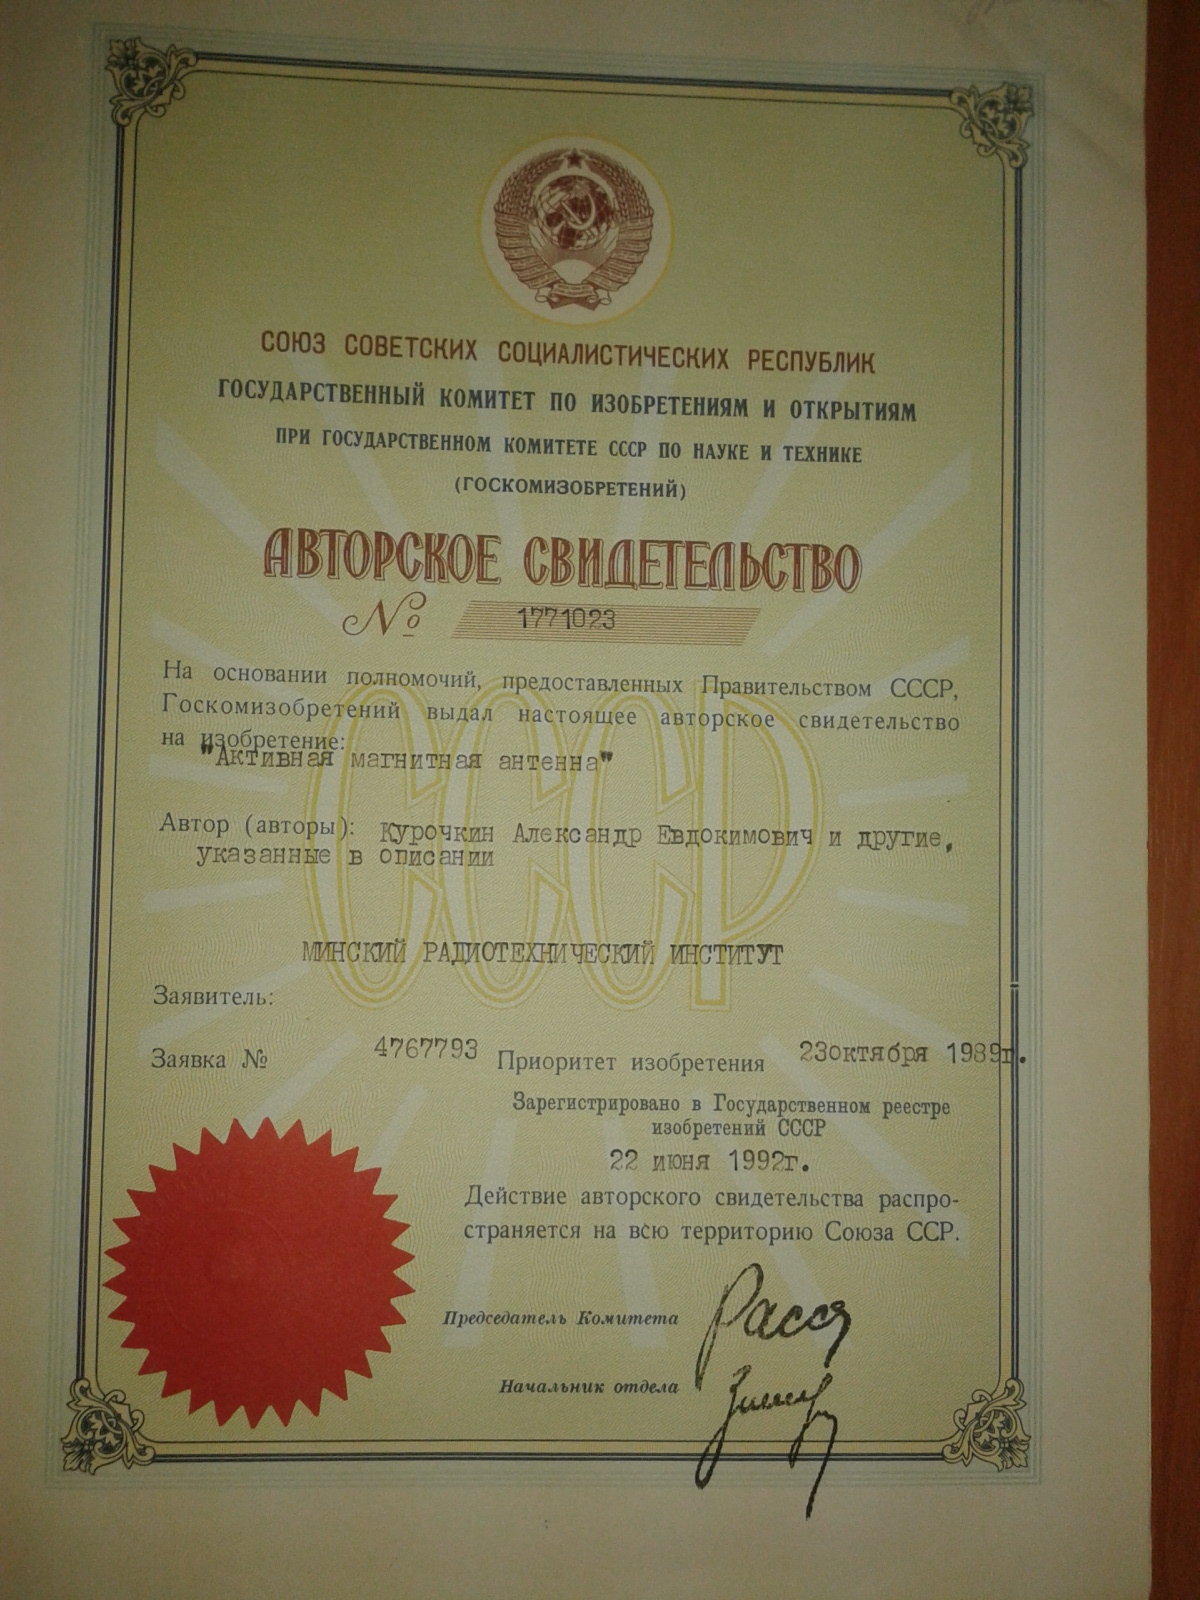 СОЮЗ СОВЕТСКИХ СОЦИАЛИСТИЧЕСКИХ РЕСПУБЛИК
ГОСУДАРСТВЕННЫЙ КОМИТЕТ ПО ИЗОБРЕТЕНИЯМ И ОТКРЫТИЯМ
ПРИ ГОСУДАРСТВЕННОМ КОМИТЕТЕ СССР ПО НАУКЕ И ТЕХНИКЕ
(ГОСКОМИЗОБРЕТЕНИЙ)
АВТОРСКОЕ СВИДЕТЕЛЬСТВО
№ 1771023
На основании полномочий, предоставленных Правительством СССР,
Госкомизобретений выдал настоящее авторское свидетельство
на изобретение:
"Активная магнитная антенна"
СССР
Автор (авторы): Курочкин Александр Евдокимович и другие,
указанные в описании
МИНСКИЙ РАДИОТЕХНИЧЕСКИЙ ИНСТИТУТ
Заявитель:
Заявка № 4767793 Приоритет изобретения 23октября 1989г.
Зарегистрировано в Государственном реестре
изобретений СССР
22 июня 1992г.
Действие авторского свидетельства распро-
страняется на всю территорию Союза ССР.
Председатель Комитета
Начальник отдела